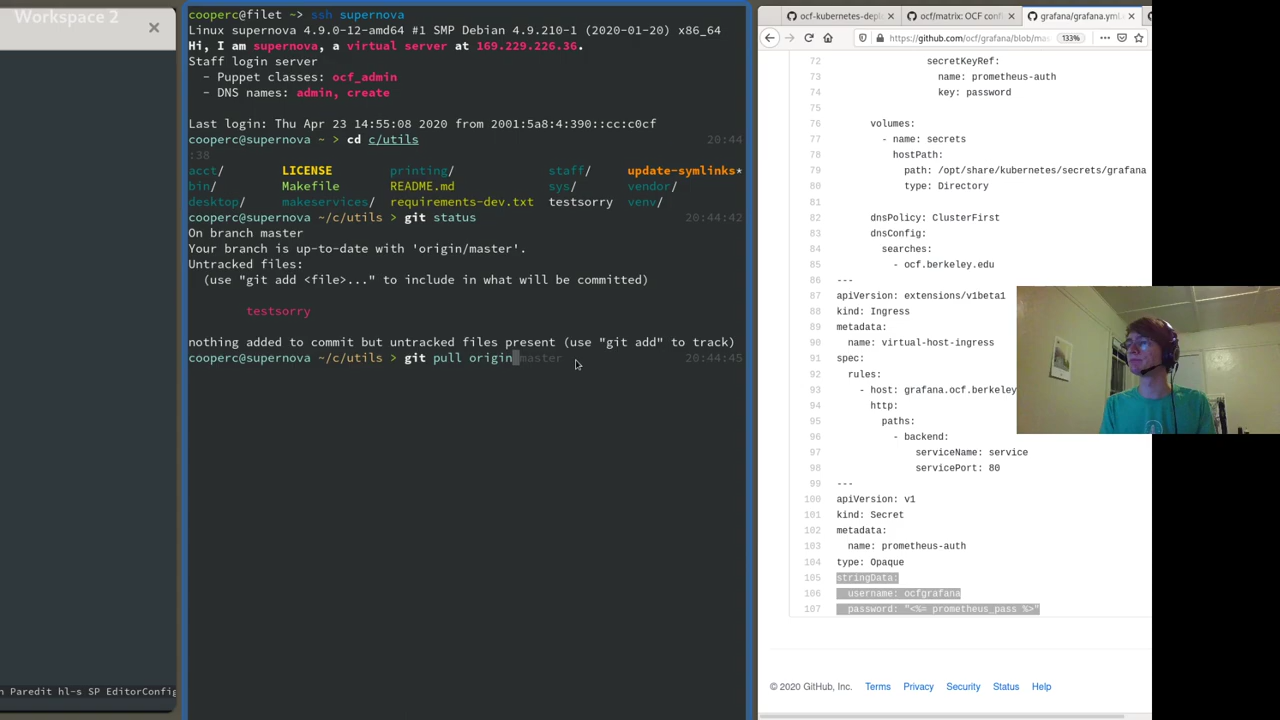 Workspace 2
n Paredit hl-s SP EditorConfig
cooperc@filet ~> ssh supernova
Linux supernova 4.9.0-12-amd64 #1 SMP Debian 4.9.210-1 (2020-01-20) x86_64
Hi, I am supernova, a virtual server at 169.229.226.36.
Staff login server
- Puppet classes: ocf_admin
- DNS names: admin, create
Last login: Thu Apr 23 14:55:08 2020 from 2001:5a8:4:390::cc:c0cf
cooperc@supernova ~ > cd c/utils 20:44
:38
acct/ LICENSE printing/ staff/ update-symlinks*
bin/ Makefile README.md sys/ vendor/
desktop/ makeservices/ requirements-dev.txt testsorry venv/
cooperc@supernova ~/c/utils > git status 20:44:42
On branch master
Your branch is up-to-date with 'origin/master'.
Untracked files:
(use "git add <file>..." to include in what will be committed)
testsorry
nothing added to commit but untracked files present (use "git add" to track)
cooperc@supernova ~/c/utils > git pull origin master 20:44:45
ocf-kubernetes-depl
ocf/matrix: OCF confi
grafana/grafana.yml
https://github.com/ocf/grafana/blob/mas
133%
72 secretKeyRef:
73 name: prometheus-auth
74 key: password
75
76 volumes:
77 - name: secrets
78 hostPath:
79 path: /opt/share/kubernetes/secrets/grafana
80 type: Directory
81
82 dnsPolicy: ClusterFirst
83 dnsConfig:
84 searches:
85 - ocf.berkeley.edu
86 ---
87 apiVersion: extensions/v1beta1
88 kind: Ingress
89 metadata:
90 name: virtual-host-ingress
91 spec:
92 rules:
93 - host: grafana.ocf.berkeley
94 http:
95 paths:
96 - backend:
97 serviceName: service
98 servicePort: 80
99 ---
100 apiVersion: v1
101 kind: Secret
102 metadata:
103 name: prometheus-auth
104 type: Opaque
105 stringData:
106 username: ocfgrafana
107 password: "<%= prometheus_pass %>"
© 2020 GitHub, Inc. Terms Privacy Security Status Help